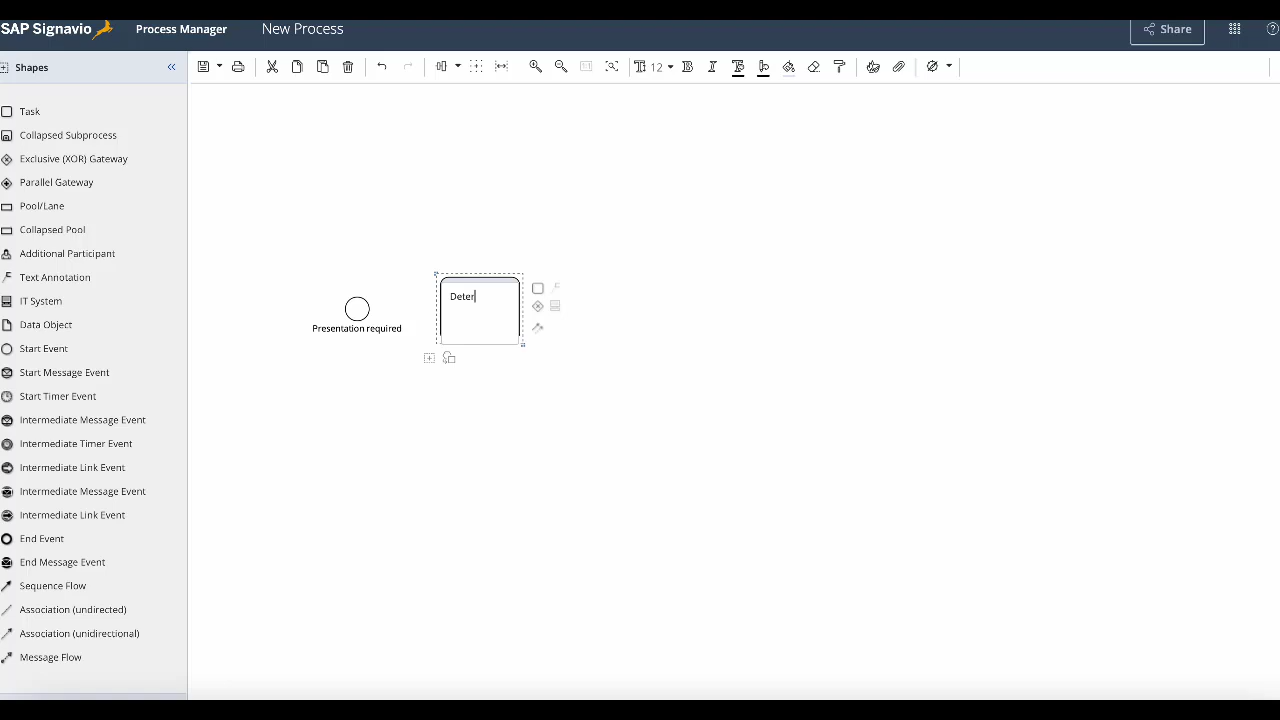 SAP Signavio
Process Manager
New Process
Share
Shapes
12
Task
Collapsed Subprocess
Exclusive (XOR) Gateway
Parallel Gateway
Pool/Lane
Collapsed Pool
Additional Participant
Text Annotation
IT System
Data Object
Start Event
Start Message Event
Start Timer Event
Intermediate Message Event
Intermediate Timer Event
Intermediate Link Event
Intermediate Message Event
Intermediate Link Event
End Event
End Message Event
Sequence Flow
Association (undirected)
Association (unidirectional)
Message Flow
Presentation required
Deter